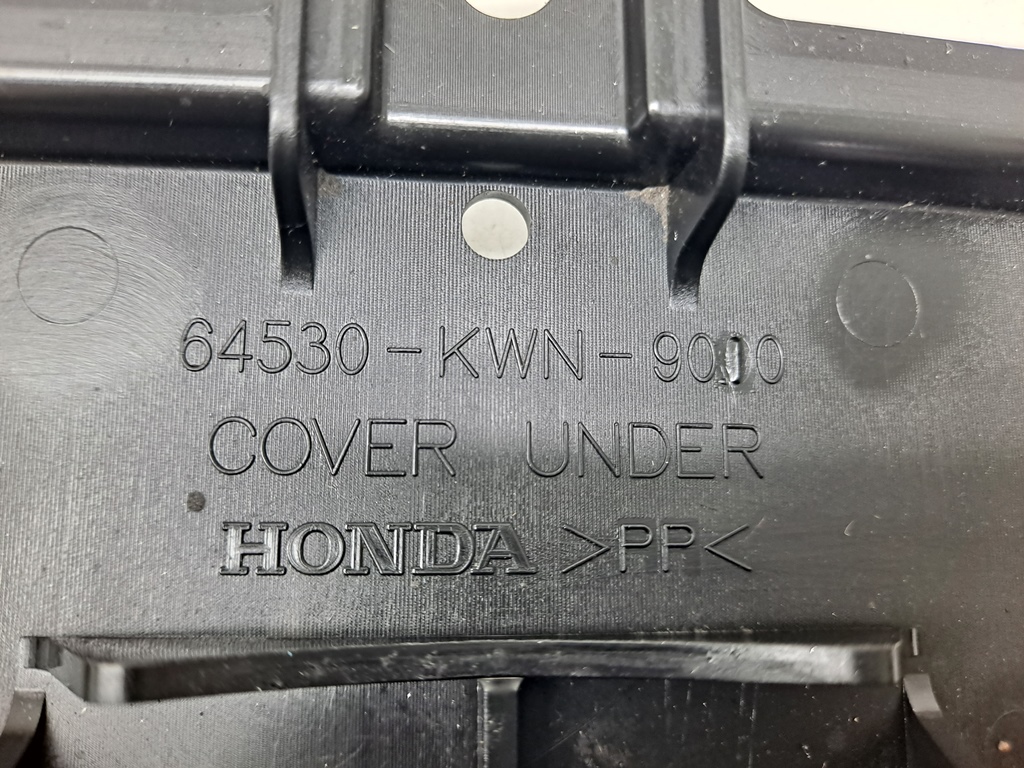 64530-KWN-9000
COVER UNDER
HONDA >PP<